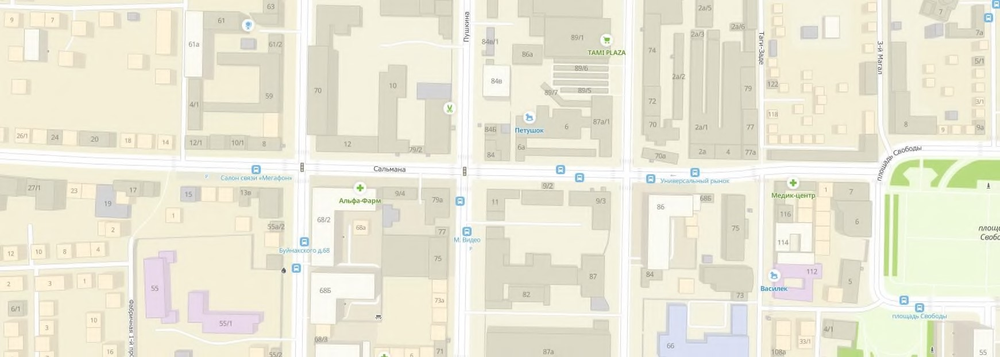 63
2а/5
7
9
7
61
Пушкина
2а/6
7а
61а
61/2
84в/1
89/1
2а/3
Таги-Заде
3-й Магал
86а
TAMI PLAZA
74
5/1
89/6
2а/2
84в
122
10
70
89/7
89/5
79
59
72
3/1
4/1
118
Петушок
6
87а/1
70
2а/1
77
8
9
9а
84Б
26/1
24
20
18
14
12/1
10/1
8
12
79/2
6а
84
70а
2а
4
77а
площадь Свободы
Сальмана
Р
Салон связи «Мегафон»
Универсальный рынок
27/1
23
17
15
13в
9/4
9/2
1
7
Альфа-Фарм
79а
11
9/3
68Б
Медик-центр
19
86
1
68/2
116
6
2
55а/2
68а
75
площа
Свобо
77
М. Видео
Р
114
12
10
8
4
Буйнакского д.68
75
112
84
87
2
3
1
55
5
68Б
Василек
82
73
73а
6/1
Фабричная 1-й про
площадь Свободы
10
55/1
3
4/1
68/3
66
33/1
16
71
6
87а
108а
55
55/2